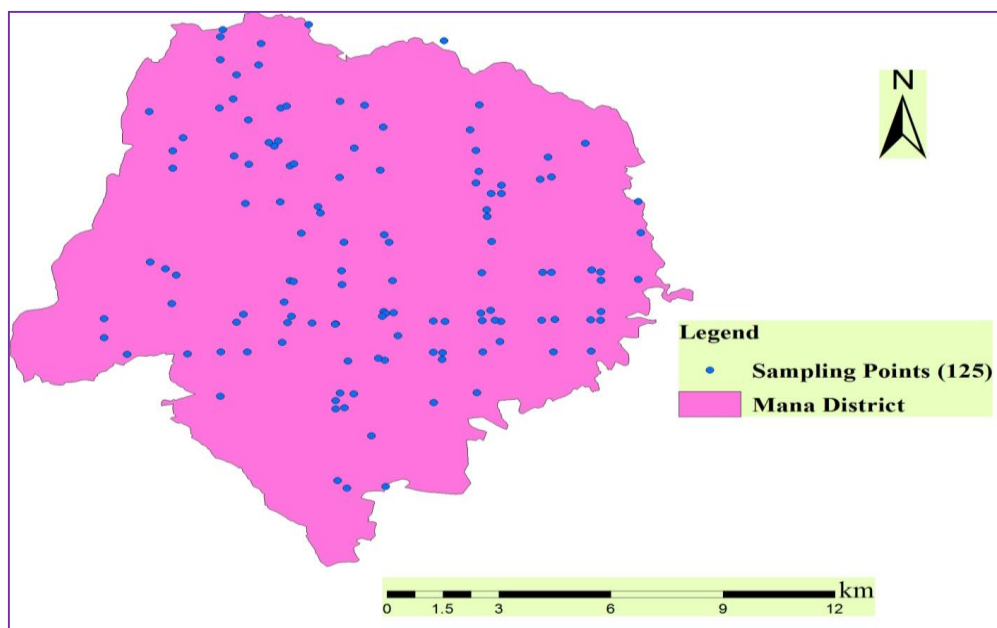 N
Legend
Sampling Points (125)
Mana District
km
0 1.5 3 6 9 12